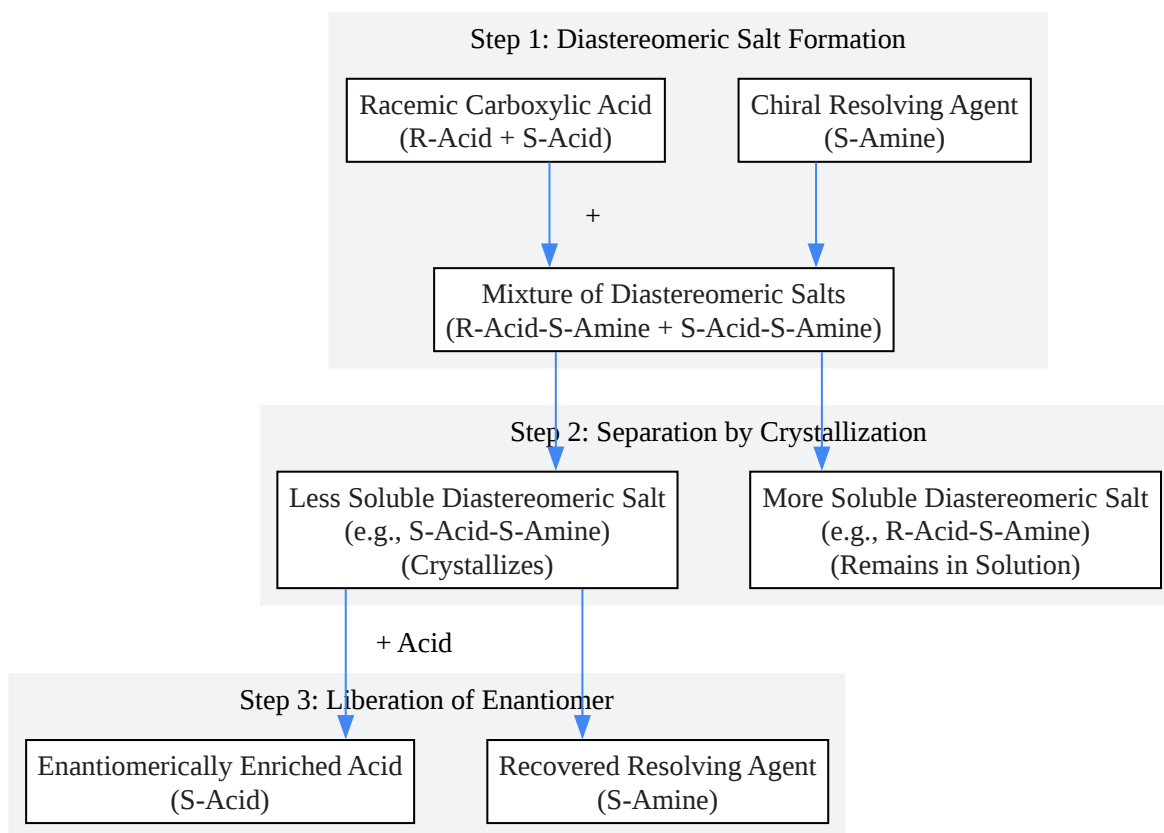 Step 1: Diastereomeric Salt Formation
Racemic Carboxylic Acid
(R-Acid + S-Acid)
Chiral Resolving Agent
(S-Amine)
+
Mixture of Diastereomeric Salts
(R-Acid-S-Amine + S-Acid-S-Amine)
Step 2: Separation by Crystallization
Less Soluble Diastereomeric Salt
(e.g., S-Acid-S-Amine)
(Crystallizes)
More Soluble Diastereomeric Salt
(e.g., R-Acid-S-Amine)
(Remains in Solution)
+ Acid
Step 3: Liberation of Enantiomer
Enantiomerically Enriched Acid
(S-Acid)
Recovered Resolving Agent
(S-Amine)